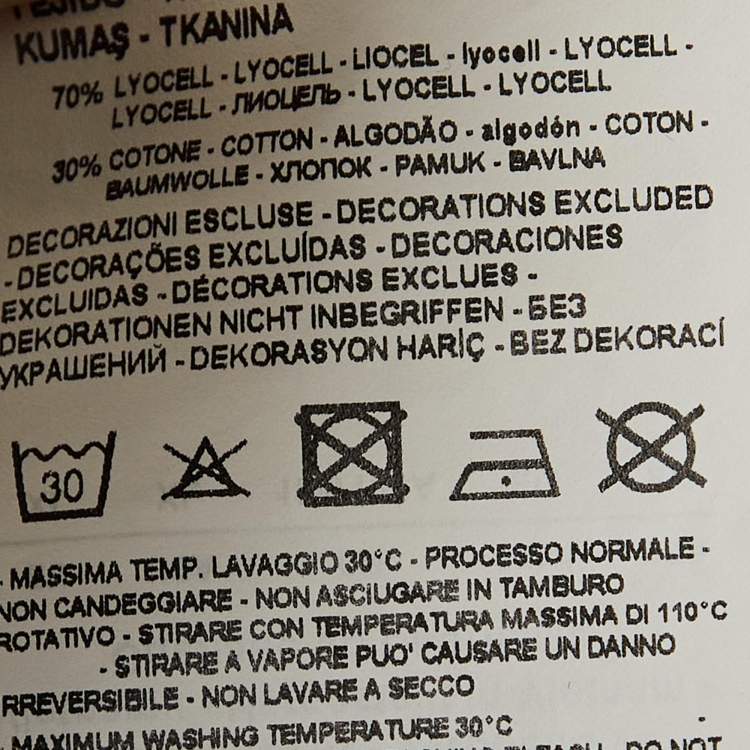 KUMAŞ - TKANINA
70% LYOCELL - LYOCELL - LIOCEL - lyocell - LYOCELL -
LYOCELL - ЛИОЦЕЛЬ - LYOCELL - LYOCELL
30% COTONE - COTTON - ALGODÃO - algodón - COTON -
BAUMWOLLE - ХЛОПОК - PAMUK - BAVLNA
DECORAZIONI ESCLUSE - DECORATIONS EXCLUDED
- DECORAÇÕES EXCLUÍDAS - DECORACIONES
EXCLUIDAS - DÉCORATIONS EXCLUES -
DEKORATIONEN NICHT INBEGRIFFEN - БЕЗ
УКРАШЕНИЙ - DEKORASYON HARİÇ - BEZ DEKORACÍ
30
- MASSIMA TEMP. LAVAGGIO 30°C - PROCESSO NORMALE -
NON CANDEGGIARE - NON ASCIUGARE IN TAMBURO
ROTATIVO - STIRARE CON TEMPERATURA MASSIMA DI 110°C
- STIRARE A VAPORE PUO' CAUSARE UN DANNO
RREVERSIBILE - NON LAVARE A SECCO
MAXIMUM WASHING TEMPERATURE 30°C -
DO NOT